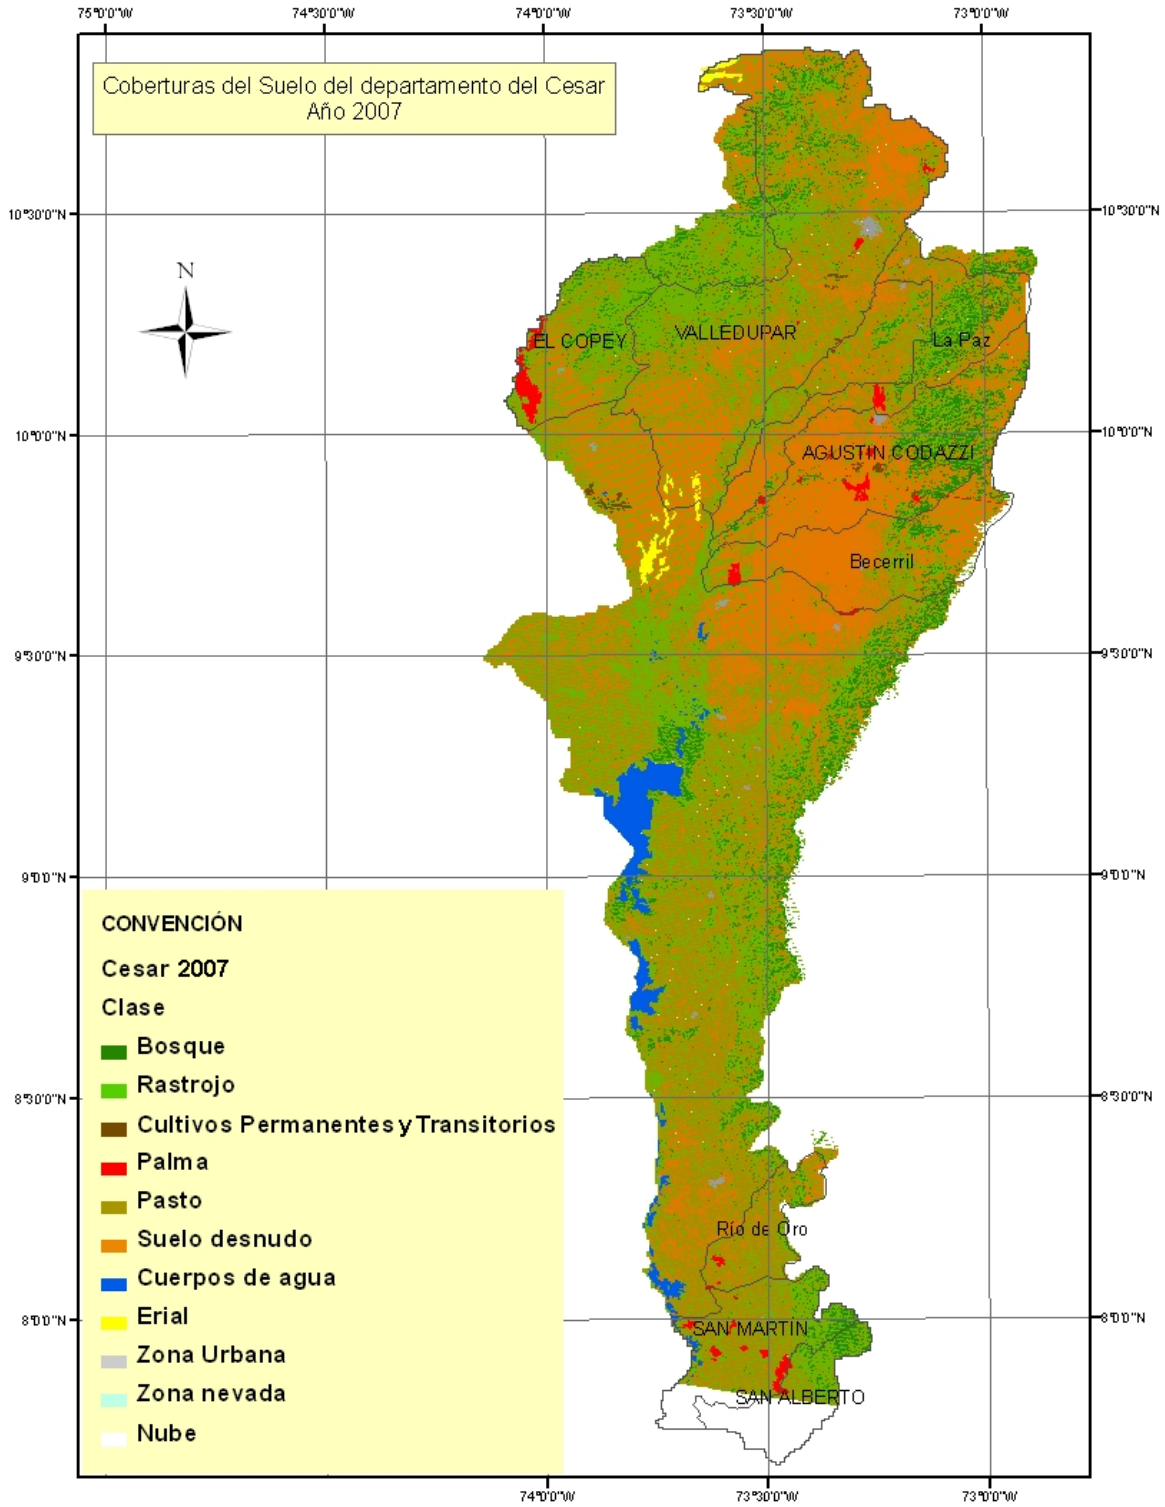 75°0'0"W 74°30'0"W 74°0'0"W 73°30'0"W 73°0'0"W
Coberturas del Suelo del departamento del Cesar
Año 2007
10°30'0"N 10°30'0"N
N
EL COPEY VALLEDUPAR La Paz
10°0'0"N 10°0'0"N
AGUSTIN CODAZZI
Becerril
9°30'0"N 9°30'0"N
9°0'0"N 9°0'0"N
CONVENCIÓN
Cesar 2007
Clase
Bosque
Rastrojo
8°30'0"N 8°30'0"N
Cultivos Permanentes y Transitorios
Palma
Pasto
Río de Oro
Suelo desnudo
Cuerpos de agua
Erial
8°0'0"N 8°0'0"N
SAN MARTIN
Zona Urbana
Zona nevada
SAN ALBERTO
Nube
74°0'0"W 73°30'0"W 73°0'0"W